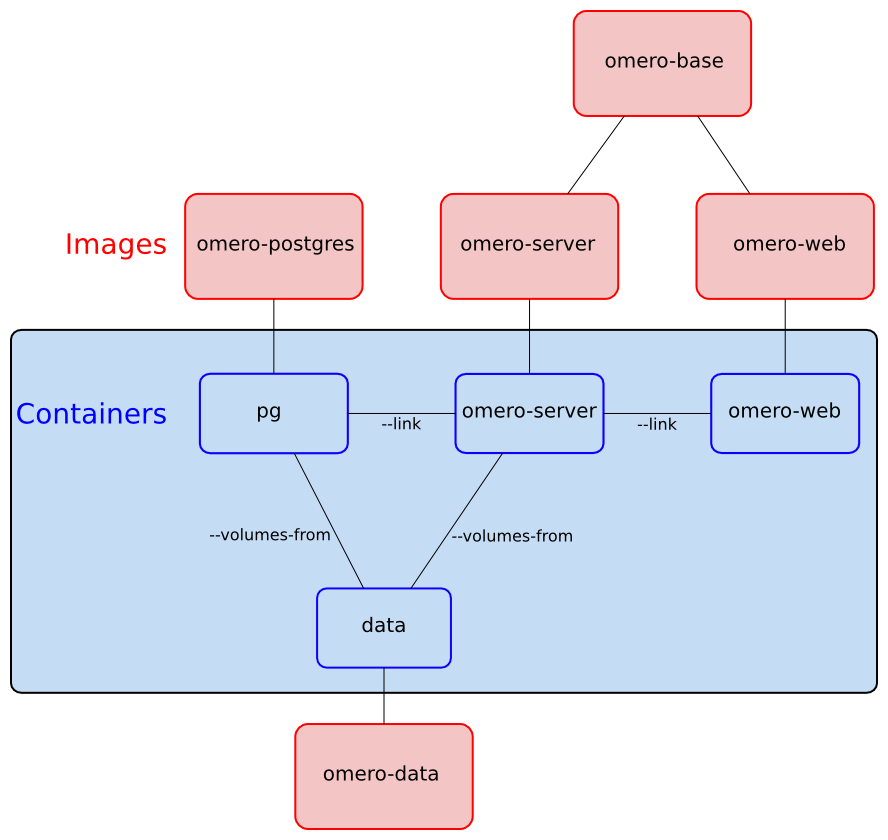 omero-base
Images
omero-postgres
omero-server
omero-web
Containers
pg
--link
omero-server
--link
omero-web
--volumes-from
--volumes-from
data
omero-data